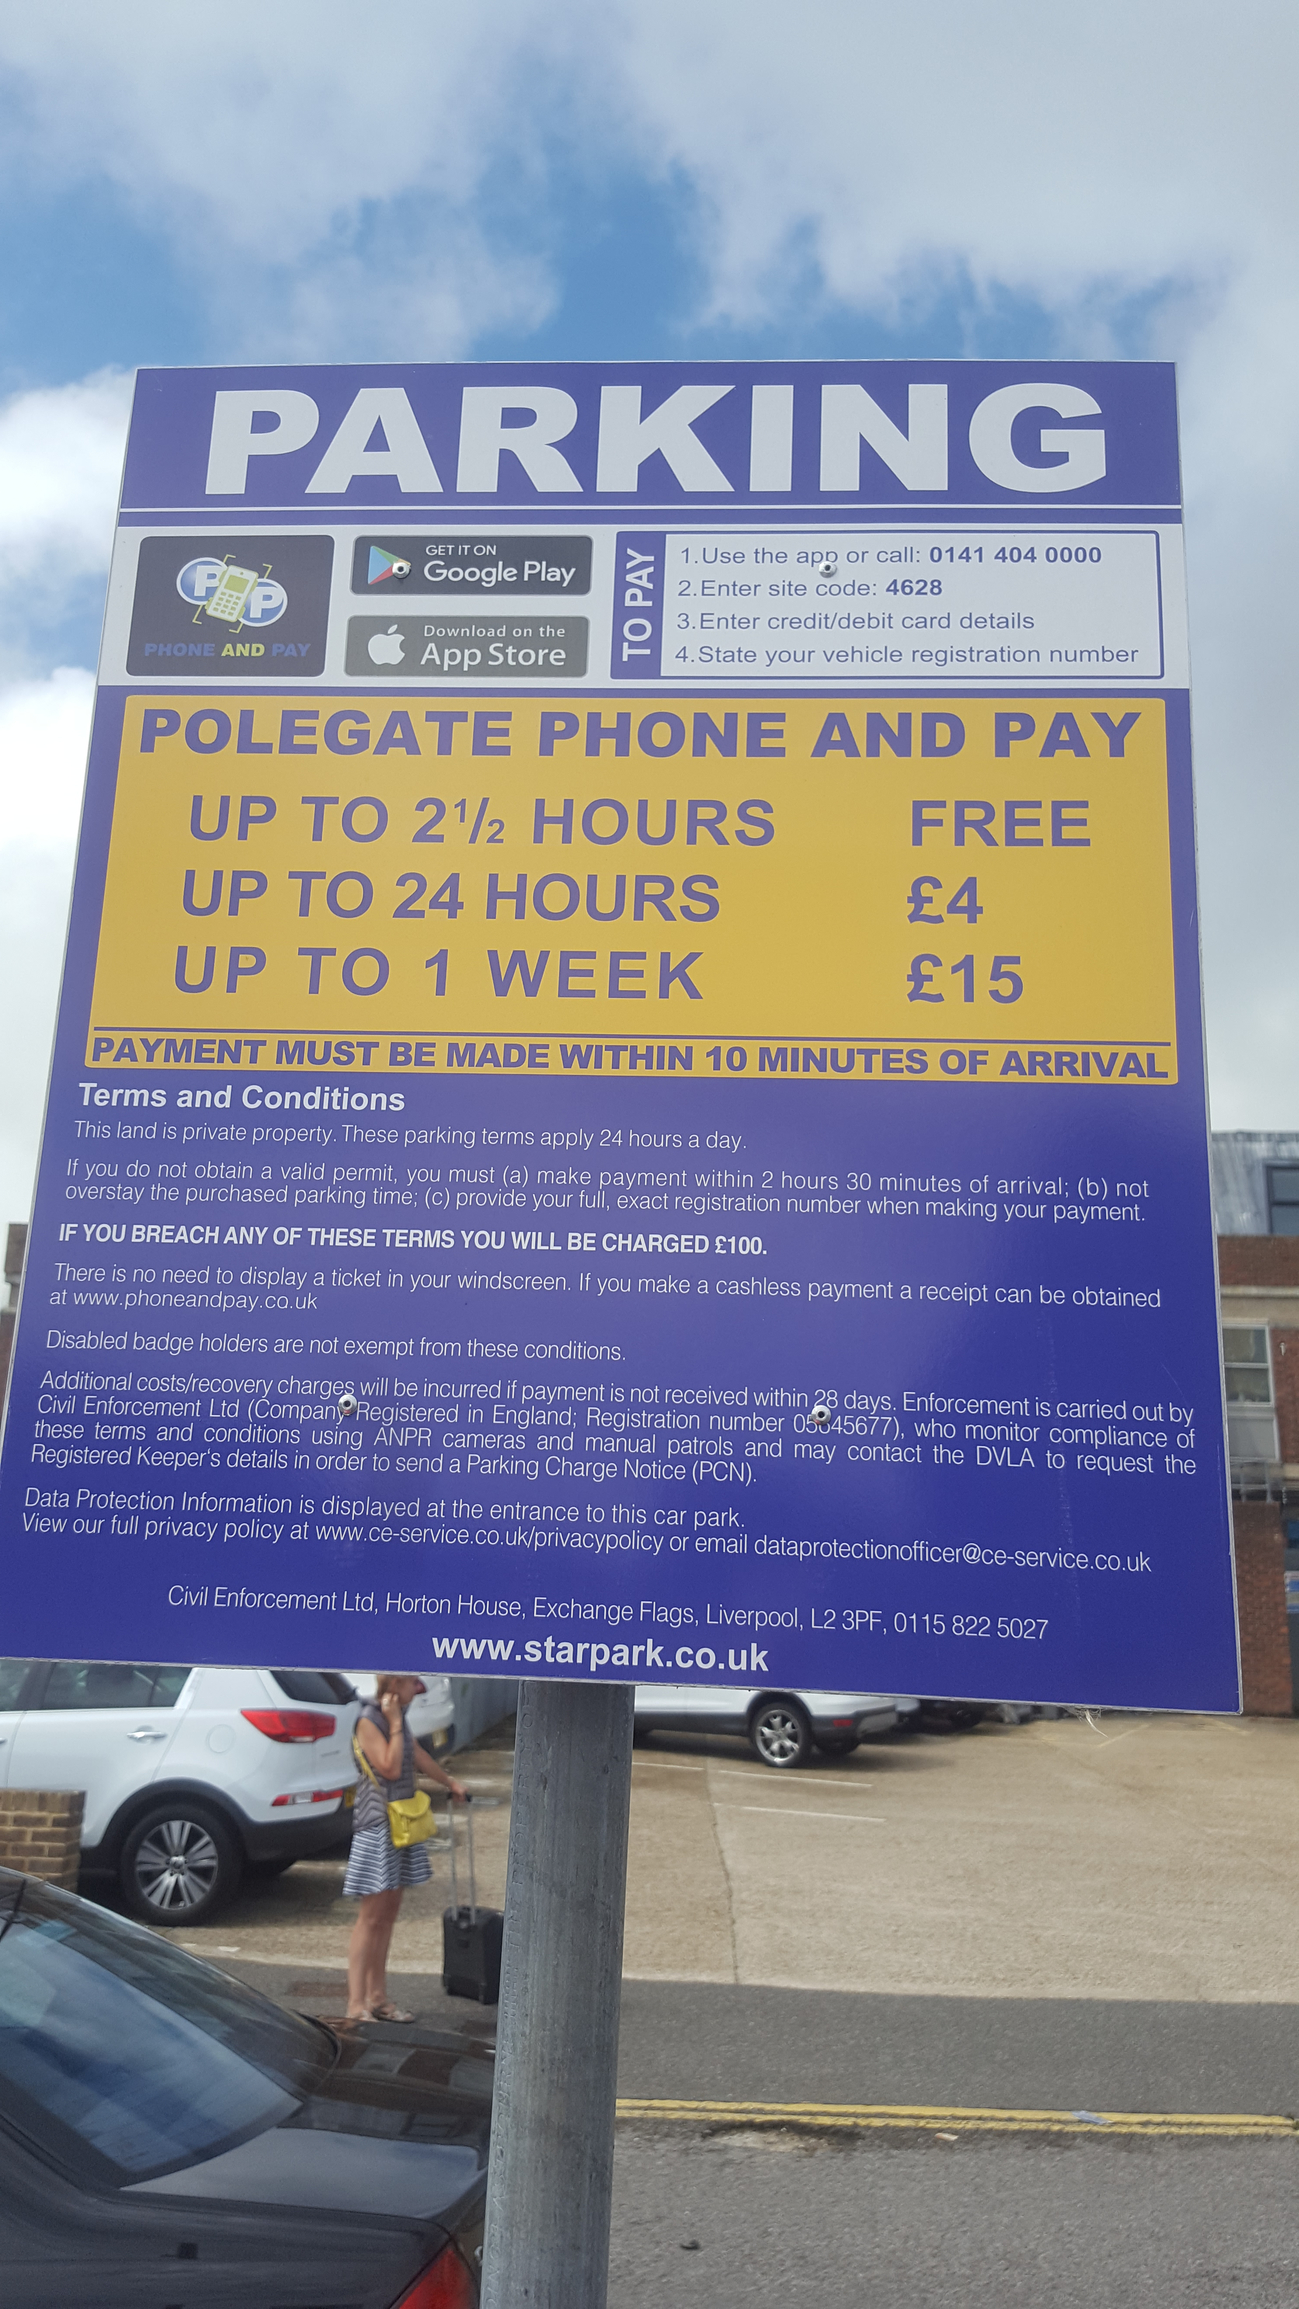 PARKING
PHONE AND PAY
GET IT ON
Google Play
Download on the
App Store
TO PAY
1.Use the app or call: 0141 404 0000
2.Enter site code: 4628
3.Enter credit/debit card details
4.State your vehicle registration number
POLEGATE PHONE AND PAY
UP TO 2½ HOURS FREE
UP TO 24 HOURS £4
UP TO 1 WEEK £15
PAYMENT MUST BE MADE WITHIN 10 MINUTES OF ARRIVAL
Terms and Conditions
This land is private property. These parking terms apply 24 hours a day.
If you do not obtain a valid permit, you must (a) make payment within 2 hours 30 minutes of arrival; (b) not
overstay the purchased parking time; (c) provide your full, exact registration number when making your payment.
IF YOU BREACH ANY OF THESE TERMS YOU WILL BE CHARGED £100.
There is no need to display a ticket in your windscreen. If you make a cashless payment a receipt can be obtained
at www.phoneandpay.co.uk
Disabled badge holders are not exempt from these conditions.
Additional costs/recovery charges will be incurred if payment is not received within 28 days. Enforcement is carried out by
Civil Enforcement Ltd (Company Registered in England; Registration number 05645677), who monitor compliance of
these terms and conditions using ANPR cameras and manual patrols and may contact the DVLA to request the
Registered Keeper's details in order to send a Parking Charge Notice (PCN).
Data Protection Information is displayed at the entrance to this car park.
View our full privacy policy at www.ce-service.co.uk/privacypolicy or email dataprotectionofficer@ce-service.co.uk
Civil Enforcement Ltd, Horton House, Exchange Flags, Liverpool, L2 3PF, 0115 822 5027
www.starpark.co.uk